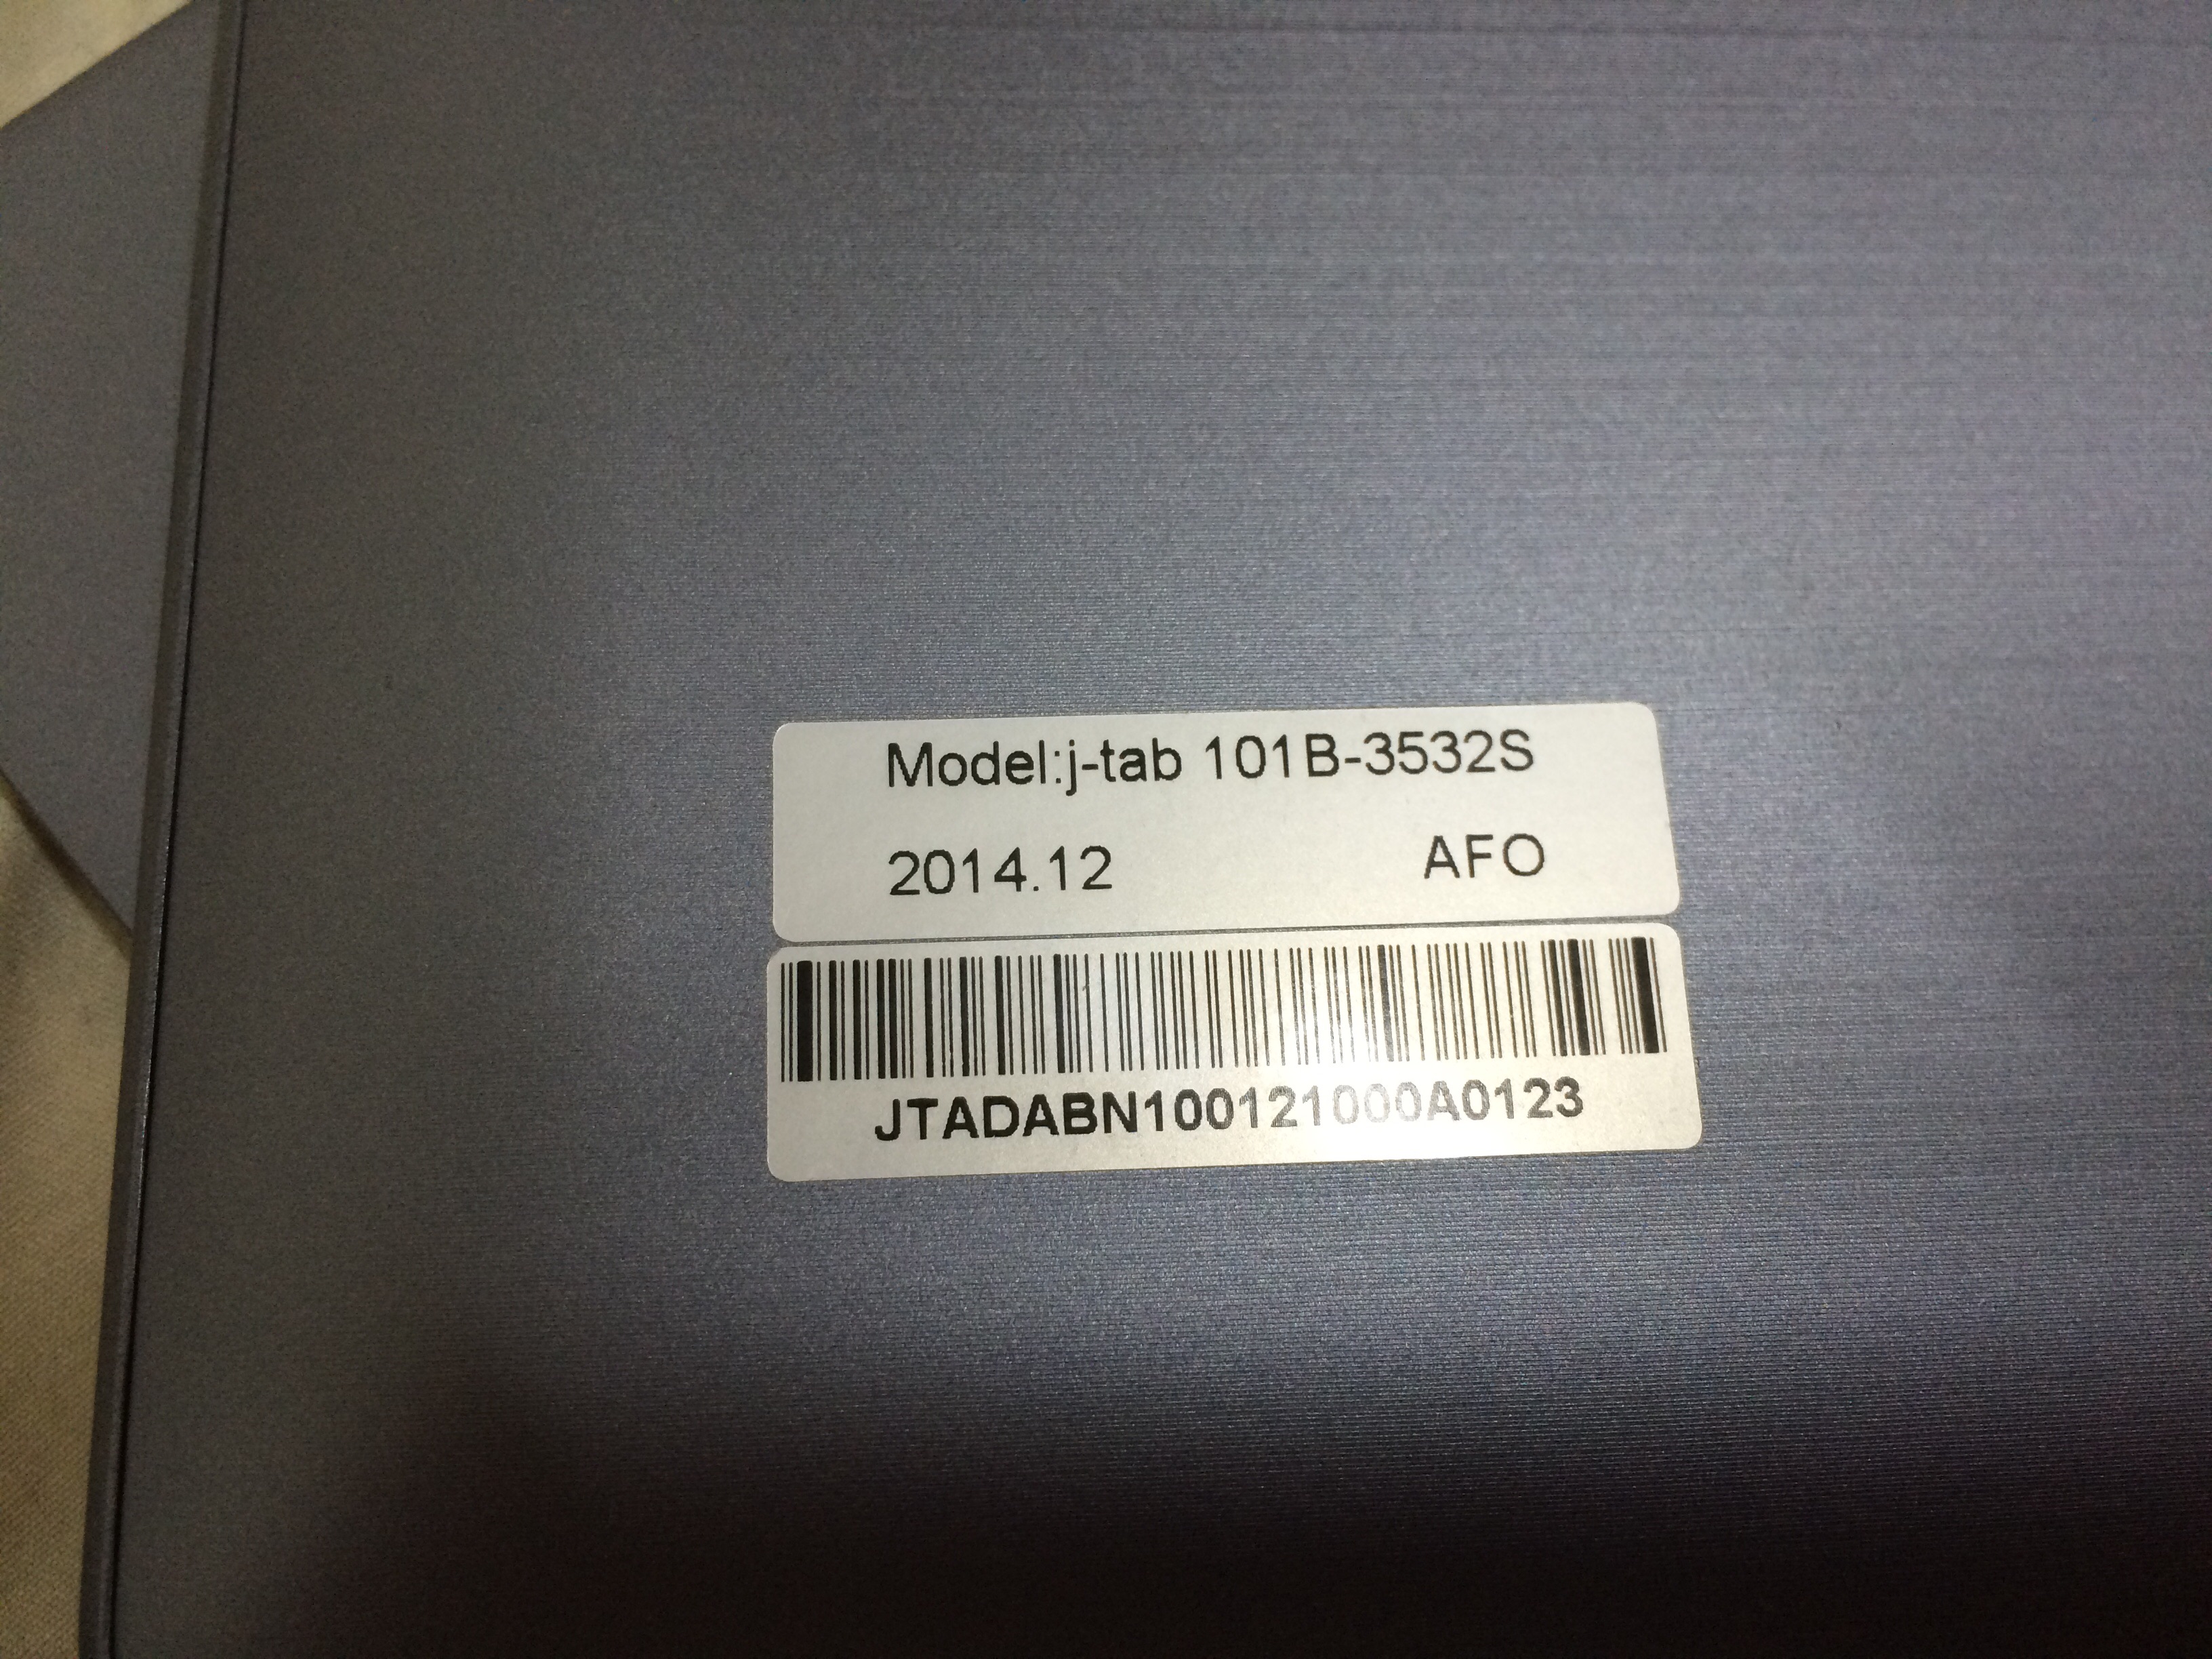 Model:j-tab 101B-3532S
2014.12 AFO
JTADABN100121000A0123